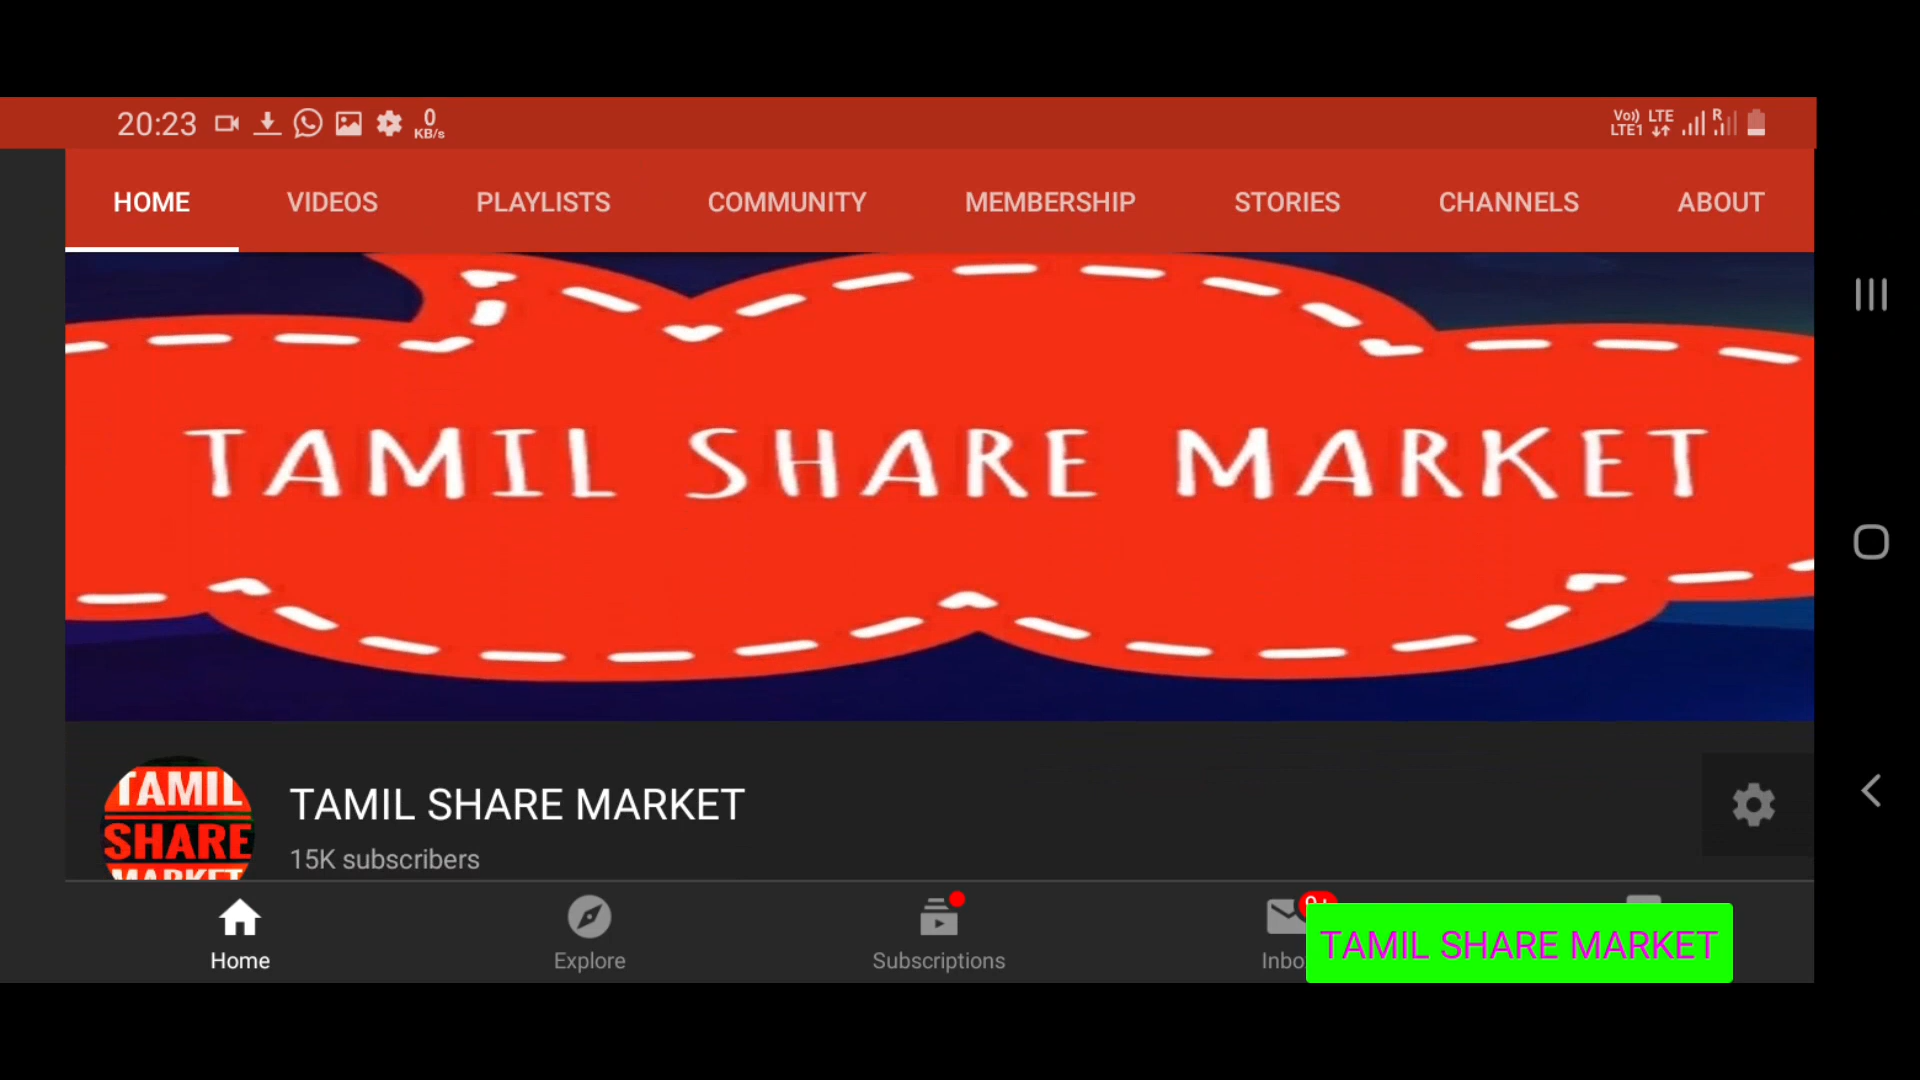 20:23 0 KB/s Vo)) LTE1 LTE R
HOME VIDEOS PLAYLISTS COMMUNITY MEMBERSHIP STORIES CHANNELS ABOUT
TAMIL SHARE MARKET
TAMIL
SHARE
MARKET
TAMIL SHARE MARKET
15K subscribers
Home Explore Subscriptions
TAMIL SHARE MARKET